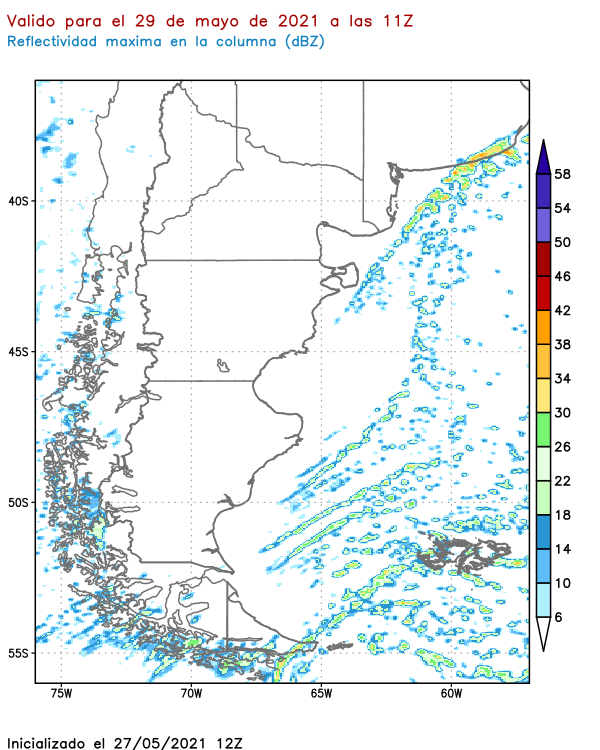 Valido para el 29 de mayo de 2021 a las 11Z
Reflectividad maxima en la columna (dBZ)
58
54
50
46
42
38
34
30
26
22
18
14
10
6
40S
45S
50S
55S
75W
70W
65W
60W
Inicializado el 27/05/2021 12Z